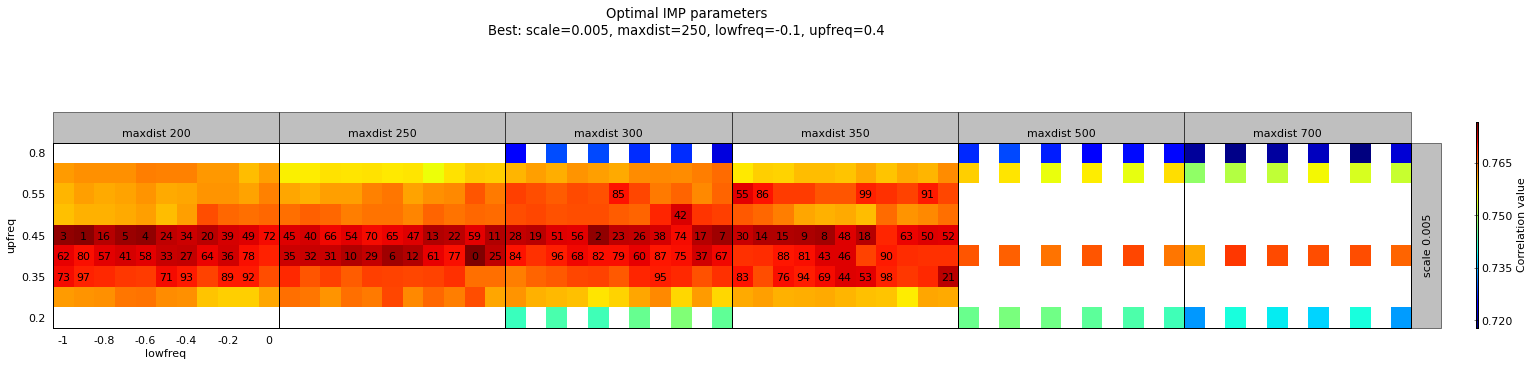 Optimal IMP parameters
Best: scale=0.005, maxdist=250, lowfreq=-0.1, upfreq=0.4
maxdist 200 maxdist 250 maxdist 300 maxdist 350 maxdist 500 maxdist 700
0.8
0.765
0.55 85 55 86 99 91
42
0.750
0.45 3 1 16 5 4 24 34 20 39 49 72 45 40 66 54 70 65 47 13 22 59 11 28 19 51 56 2 23 26 38 74 17 7 30 14 15 9 8 48 18 63 50 52
62 80 57 41 58 33 27 64 36 78 35 32 31 10 29 6 12 61 77 0 25 84 96 68 82 79 60 87 75 37 67 88 81 43 46 90
0.35 73 97 71 93 89 92 95 83 76 94 69 44 53 98 21
0.735
0.2
0.720
-1 -0.8 -0.6 -0.4 -0.2 0
lowfreq
upfreq
scale 0.005
Correlation value